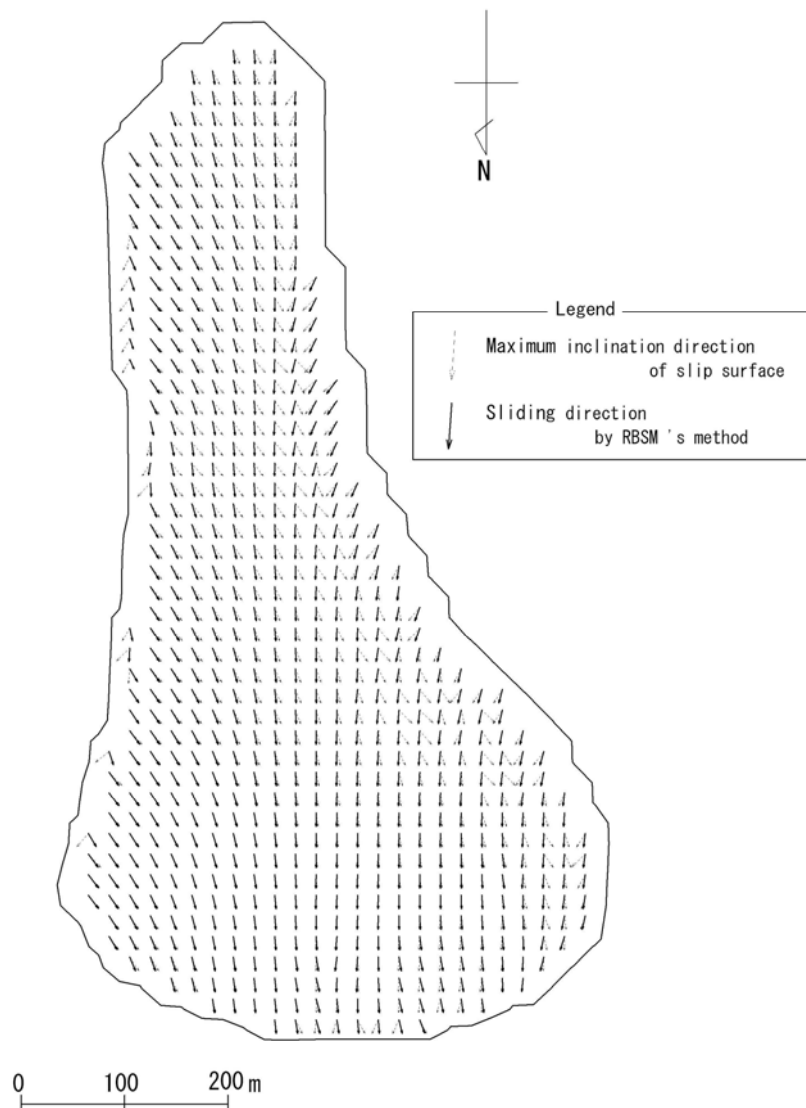 N
Legend
Maximum inclination direction
of slip surface
Sliding direction
by RBSM 's method
0 100 200 m